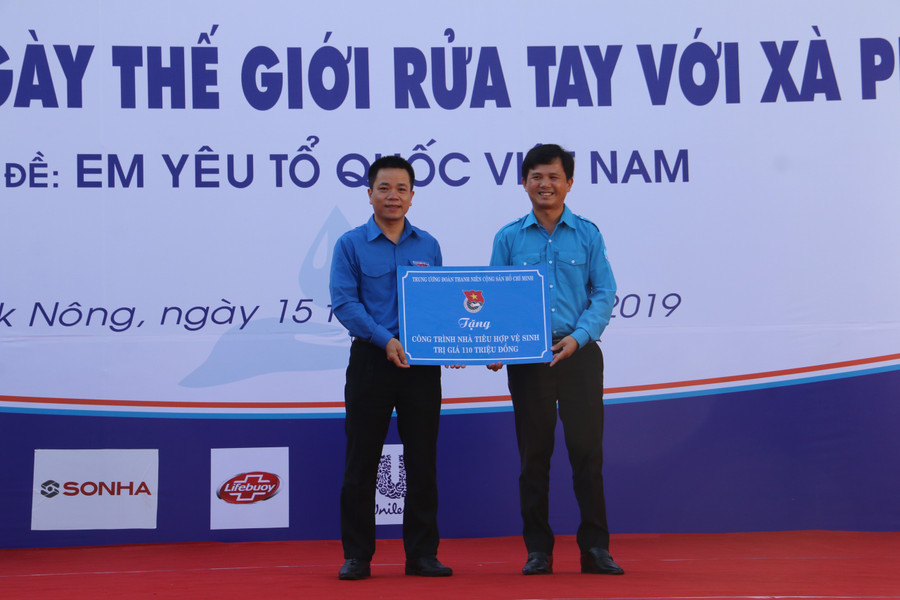 GÀY THẾ GIỚI RỬA TAY VỚI XÀ P
ĐỀ: EM YÊU TỔ QUỐC VIỆT NAM
k Nông, ngày 15 2019
TRUNG ƯƠNG ĐOÀN THANH NIÊN CỘNG SẢN HỒ CHÍ MINH
Tặng
CÔNG TRÌNH NHÀ TIÊU HỢP VỆ SINH
TRỊ GIÁ 110 TRIỆU ĐỒNG
SONHA
Lifebuoy
Unile